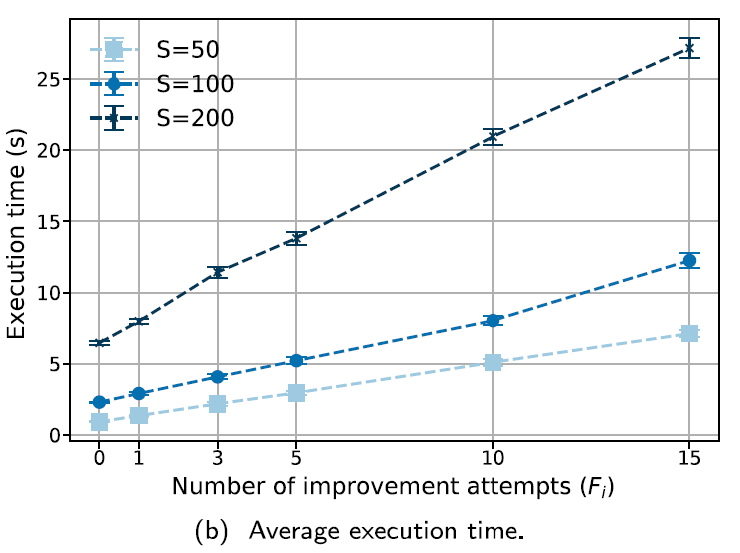 S=50
S=100
S=200
Execution time (s)
25
20
15
10
5
0
0 1 3 5 10 15
Number of improvement attempts (Fᵢ)
(b) Average execution time.